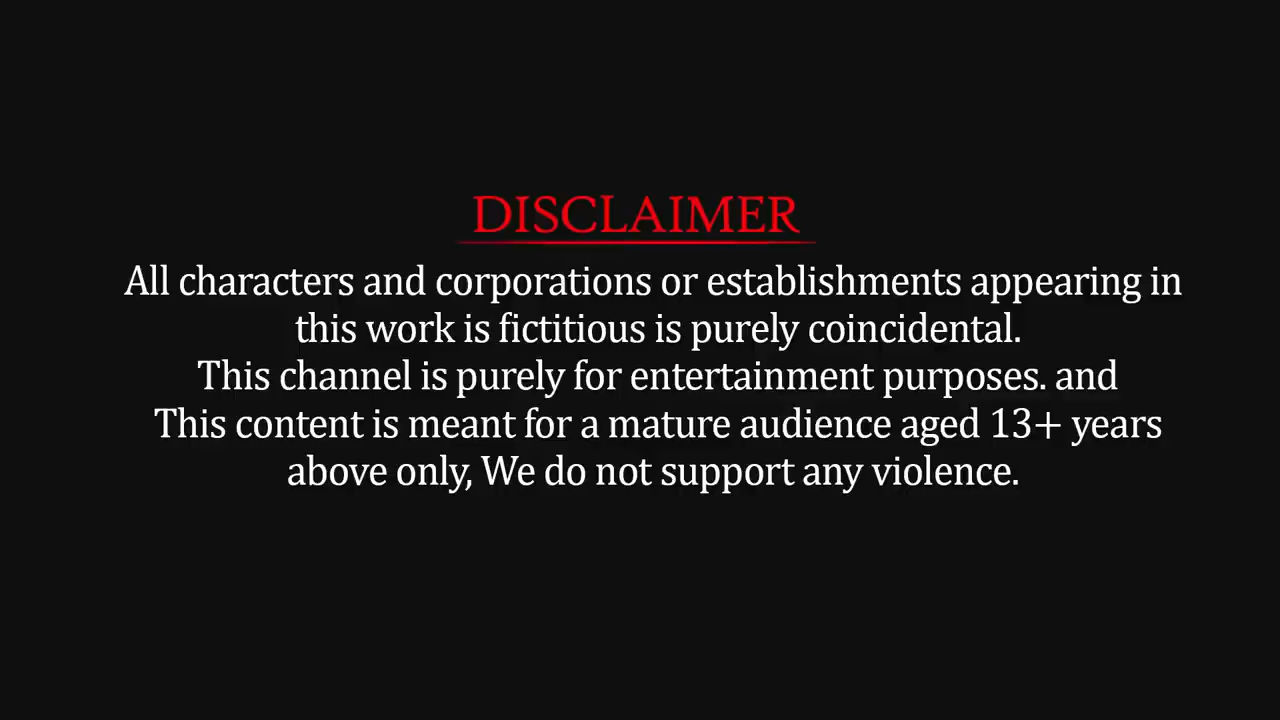 DISCLAIMER
All characters and corporations or establishments appearing in
this work is fictitious is purely coincidental.
This channel is purely for entertainment purposes. and
This content is meant for a mature audience aged 13+ years
above only, We do not support any violence.